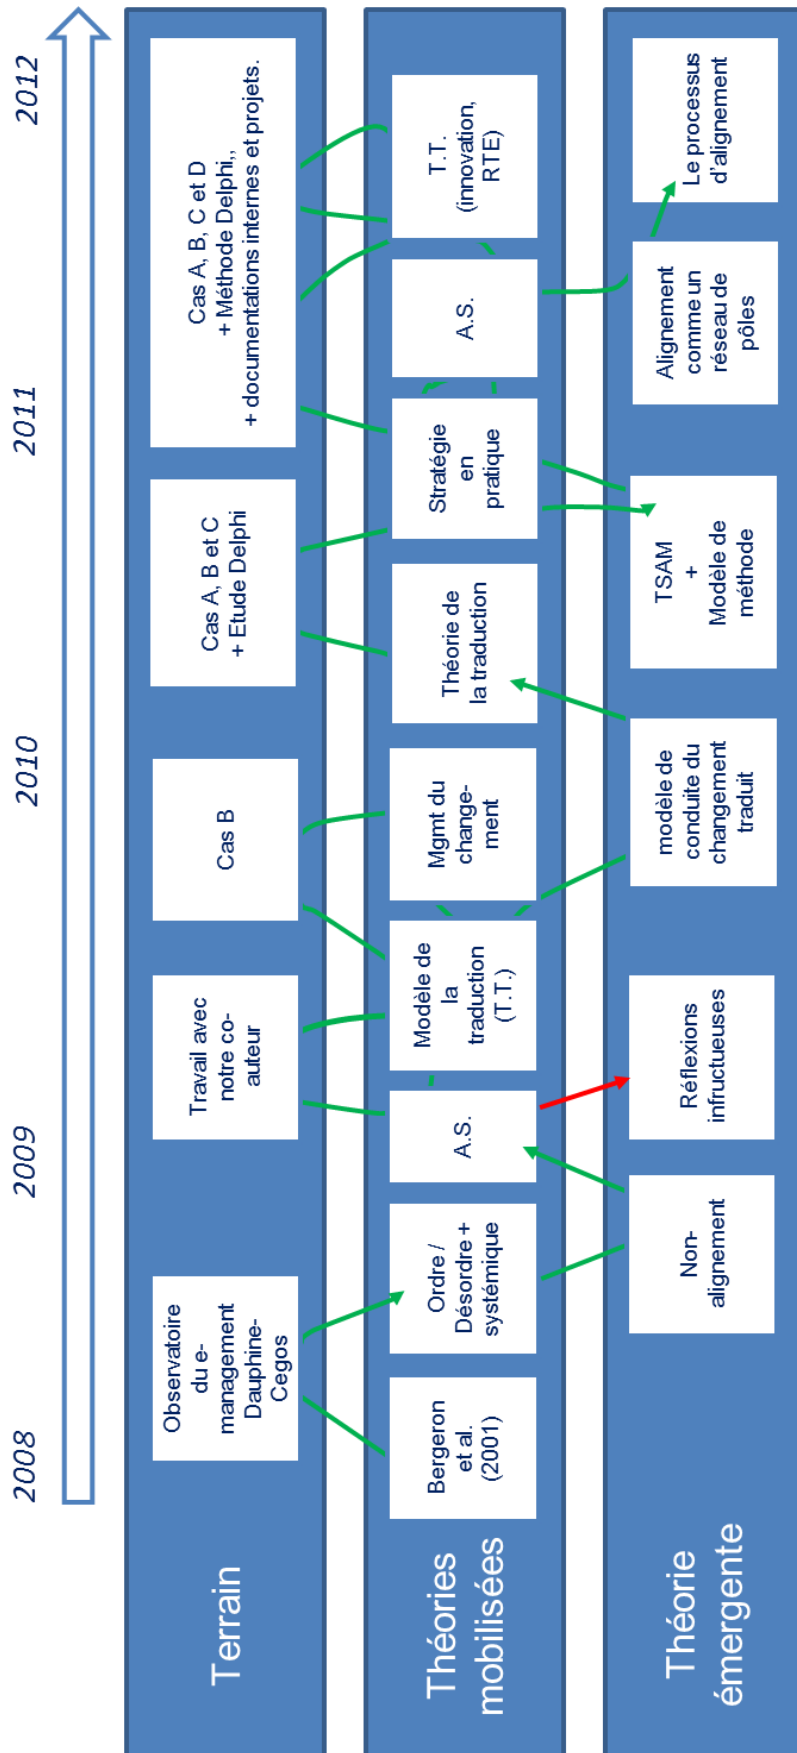 2008
2009
2010
2011
2012
Terrain
Observatoire
du e-
management
Dauphine-
Cegos
Travail avec
notre co-
auteur
Cas B
Cas A, B et C
+ Etude Delphi
Cas A, B, C et D
+ Méthode Delphi,,
+ documentations internes et projets.
Théories
mobilisées
Bergeron
et al.
(2001)
Ordre /
Désordre +
systémique
A.S.
Modèle de
la
traduction
(T.T.)
Mgmt du
change-
ment
Théorie de
la traduction
Stratégie
en
pratique
A.S.
T.T.
(innovation,
RTE)
Théorie
émergente
Non-
alignement
Réflexions
infructueuses
modèle de
conduite du
changement
traduit
TSAM
+
Modèle de
méthode
Alignement
comme un
réseau de
pôles
Le processus
d'alignement